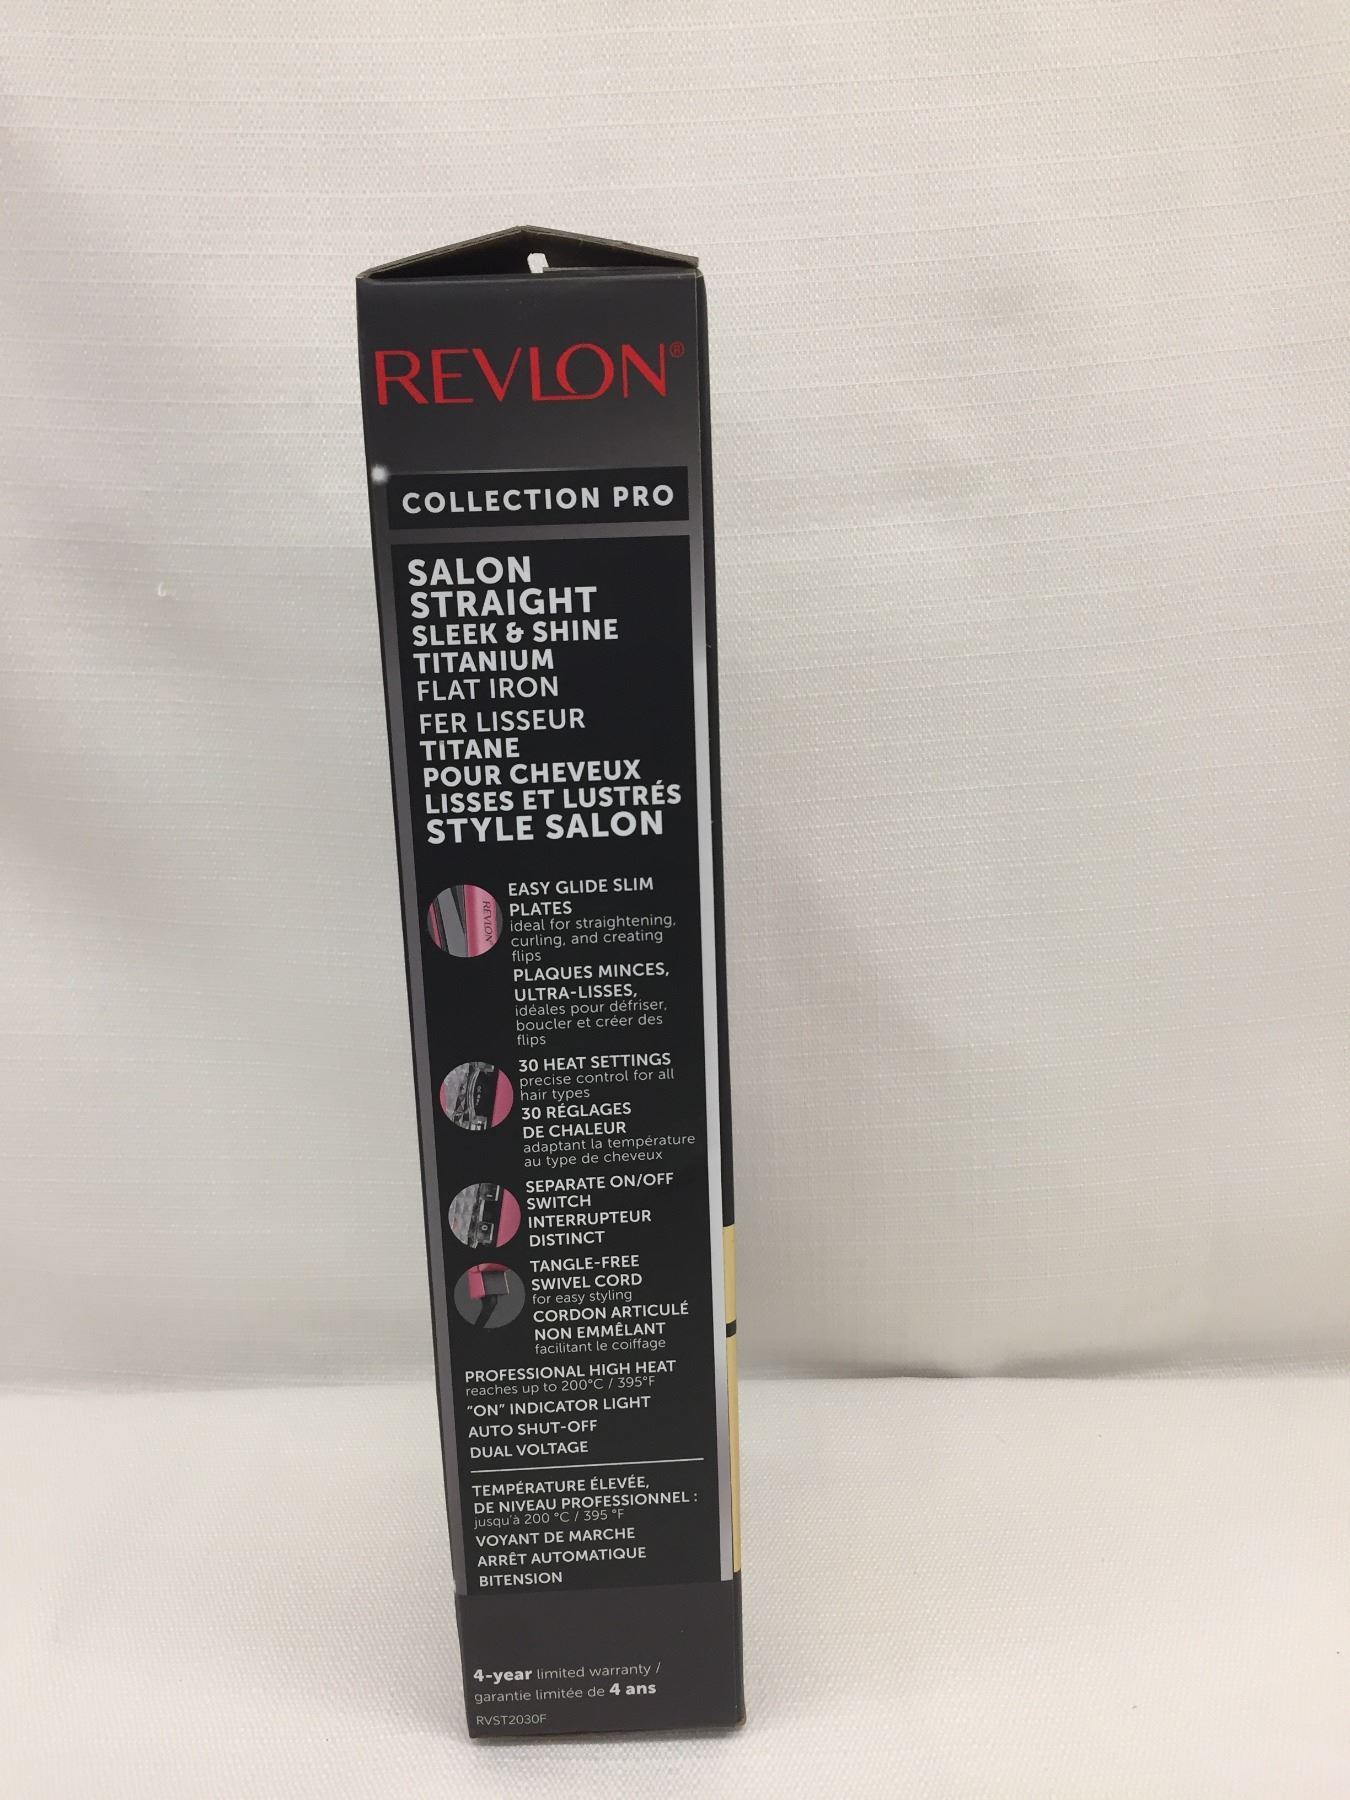 REVLON®
COLLECTION PRO
SALON
STRAIGHT
SLEEK & SHINE
TITANIUM
FLAT IRON
FER LISSEUR
TITANE
POUR CHEVEUX
LISSES ET LUSTRÉS
STYLE SALON
REVLON
EASY GLIDE SLIM
PLATES
ideal for straightening,
curling, and creating
flips
PLAQUES MINCES,
ULTRA-LISSES,
idéales pour défriser,
boucler et créer des
flips
30 HEAT SETTINGS
precise control for all
hair types
30 RÉGLAGES
DE CHALEUR
adaptant la température
au type de cheveux
SEPARATE ON/OFF
SWITCH
INTERRUPTEUR
DISTINCT
TANGLE-FREE
SWIVEL CORD
for easy styling
CORDON ARTICULÉ
NON EMMÊLANT
facilitant le coiffage
PROFESSIONAL HIGH HEAT
reaches up to 200°C / 395°F
"ON" INDICATOR LIGHT
AUTO SHUT-OFF
DUAL VOLTAGE
TEMPÉRATURE ÉLEVÉE,
DE NIVEAU PROFESSIONNEL :
jusqu'à 200 °C / 395 °F
VOYANT DE MARCHE
ARRÊT AUTOMATIQUE
BITENSION
4-year limited warranty /
garantie limitée de 4 ans
RVST2030F